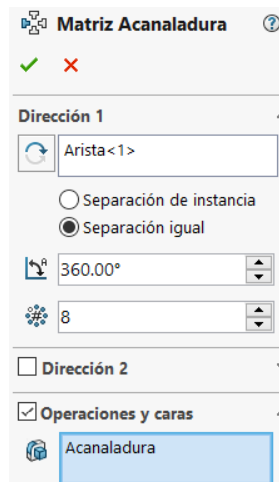 Matriz Acanaladura
Dirección 1
Arista<1>
Separación de instancia
Separación igual
360.00°
8
Dirección 2
Operaciones y caras
Acanaladura